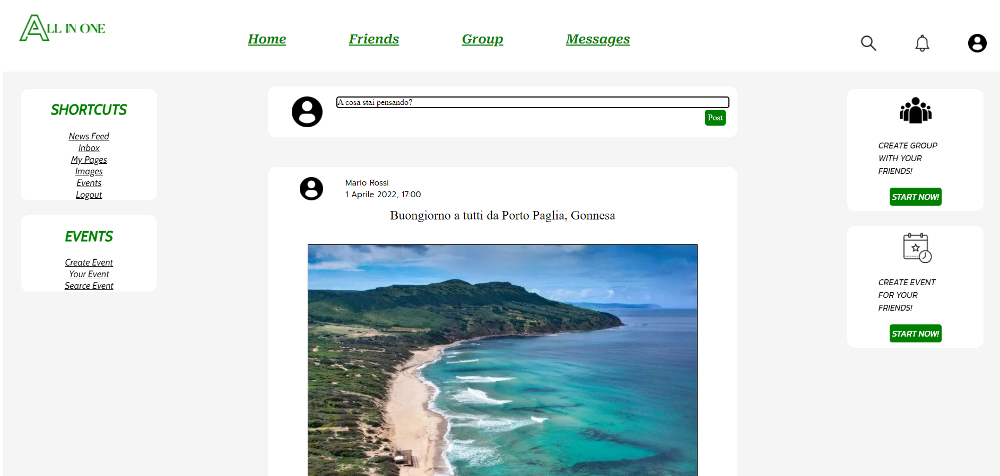 ALL IN ONE
Home Friends Group Messages
SHORTCUTS
News Feed
Inbox
My Pages
Images
Events
Logout
EVENTS
Create Event
Your Event
Searce Event
A cosa stai pensando?
Post
Mario Rossi
1 Aprile 2022, 17:00
Buongiorno a tutti da Porto Paglia, Gonnesa
CREATE GROUP
WITH YOUR
FRIENDS!
START NOW!
CREATE EVENT
FOR YOUR
FRIENDS!
START NOW!